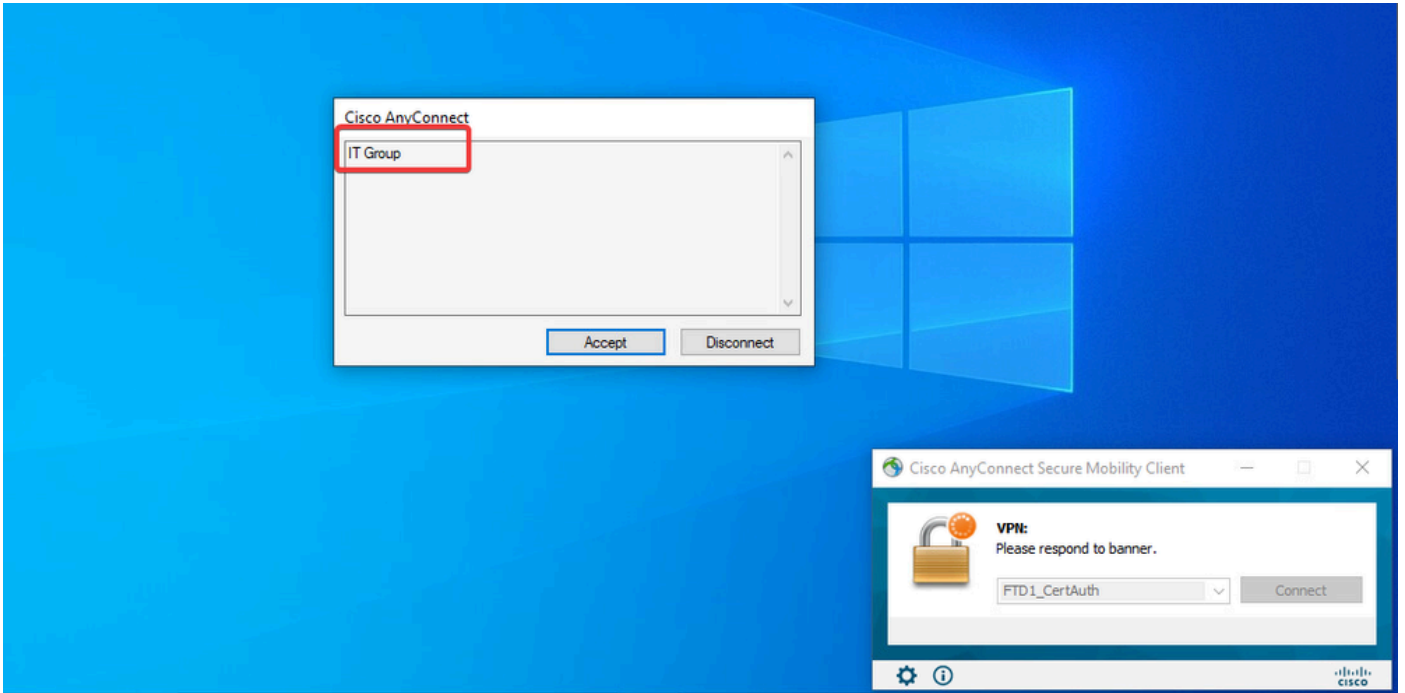 Cisco AnyConnect
IT Group
Accept
Disconnect
Cisco AnyConnect Secure Mobility Client
VPN:
Please respond to banner.
FTD1_CertAuth
Connect
CISCO